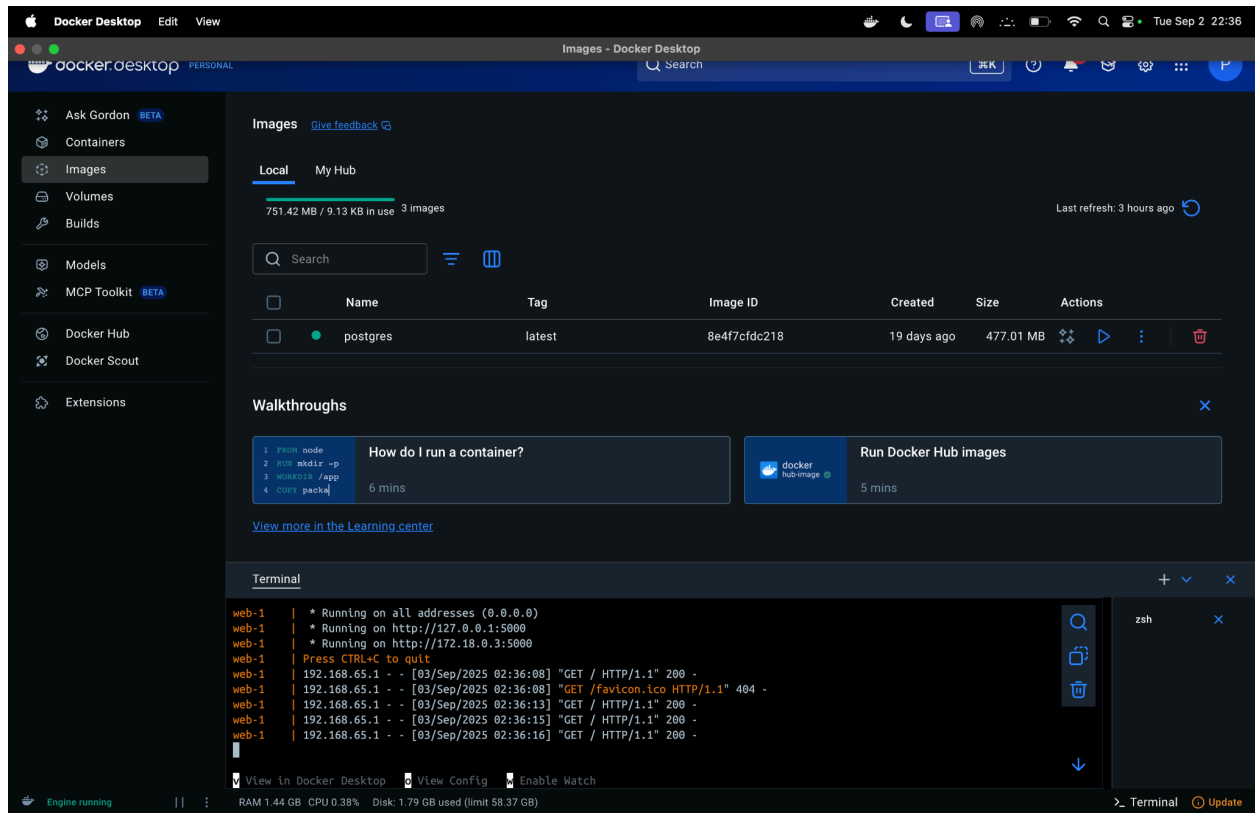 Docker Desktop Edit View Tue Sep 2 22:36
Images - Docker Desktop
docker.desktop PERSONAL Search ⌘K P
Ask Gordon BETA
Containers
Images
Volumes
Builds
Models
MCP Toolkit BETA
Docker Hub
Docker Scout
Extensions
Images Give feedback
Local My Hub
751.42 MB / 9.13 KB in use 3 images Last refresh: 3 hours ago
Search
Name Tag Image ID Created Size Actions
postgres latest 8e4f7cfdc218 19 days ago 477.01 MB
Walkthroughs
1 FROM node
2 RUN mkdir -p
3 WORKDIR /app
4 COPY packa
How do I run a container?
6 mins
docker
hub-image
Run Docker Hub images
5 mins
View more in the Learning center
Terminal
web-1 | * Running on all addresses (0.0.0.0)
web-1 | * Running on http://127.0.0.1:5000
web-1 | * Running on http://172.18.0.3:5000
web-1 | Press CTRL+C to quit
web-1 | 192.168.65.1 - - [03/Sep/2025 02:36:08] "GET / HTTP/1.1" 200 -
web-1 | 192.168.65.1 - - [03/Sep/2025 02:36:08] "GET /favicon.ico HTTP/1.1" 404 -
web-1 | 192.168.65.1 - - [03/Sep/2025 02:36:13] "GET / HTTP/1.1" 200 -
web-1 | 192.168.65.1 - - [03/Sep/2025 02:36:15] "GET / HTTP/1.1" 200 -
web-1 | 192.168.65.1 - - [03/Sep/2025 02:36:16] "GET / HTTP/1.1" 200 -
v View in Docker Desktop o View Config w Enable Watch
zsh
Engine running RAM 1.44 GB CPU 0.38% Disk: 1.79 GB used (limit 58.37 GB) >_ Terminal Update